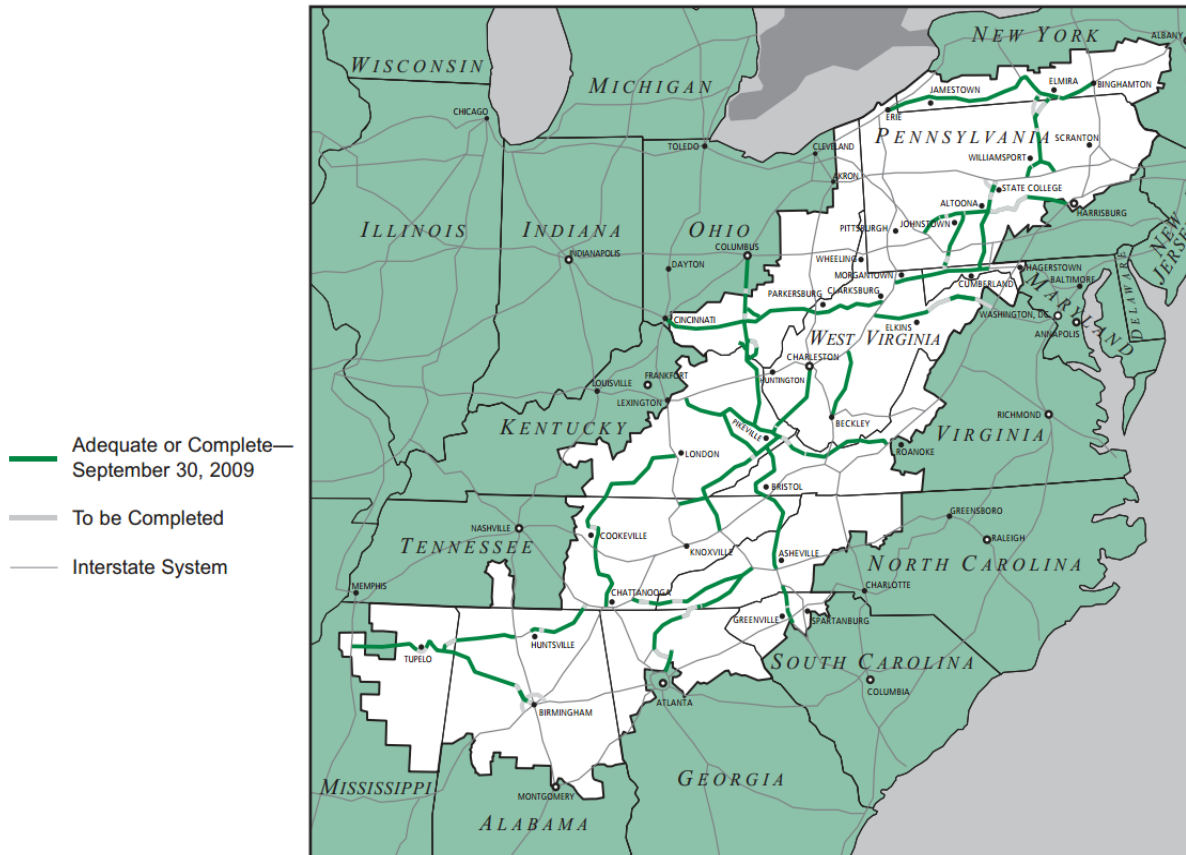 NEW YORK
ALBANY
WISCONSIN
MICHIGAN
ELMIRA
BINGHAMTON
JAMESTOWN
ERIE
CHICAGO
PENNSYLVANIA
SCRANTON
TOLEDO
CLEVELAND
WILLIAMSPORT
AKRON
STATE COLLEGE
ALTOONA
HARRISBURG
ILLINOIS
INDIANA
OHIO
PITTSBURGH
JOHNSTOWN
NEW JERSEY
COLUMBUS
INDIANAPOLIS
DAYTON
WHEELING
MORGANTOWN
HAGERSTOWN
BALTIMORE
DELAWARE
CUMBERLAND
PARKERSBURG
CLARKSBURG
MARYLAND
CINCINNATI
WASHINGTON, DC
ELKINS
ANNAPOLIS
WEST VIRGINIA
CHARLESTON
FRANKFORT
HUNTINGTON
LOUISVILLE
LEXINGTON
RICHMOND
KENTUCKY
BECKLEY
VIRGINIA
PIKEVILLE
ROANOKE
Adequate or Complete—
September 30, 2009
LONDON
BRISTOL
To be Completed
GREENSBORO
NASHVILLE
RALEIGH
COOKEVILLE
TENNESSEE
KNOXVILLE
ASHEVILLE
Interstate System
NORTH CAROLINA
MEMPHIS
CHARLOTTE
CHATTANOOGA
GREENVILLE
SPARTANBURG
HUNTSVILLE
TUPELO
SOUTH CAROLINA
COLUMBIA
ATLANTA
BIRMINGHAM
GEORGIA
MISSISSIPPI
MONTGOMERY
ALABAMA